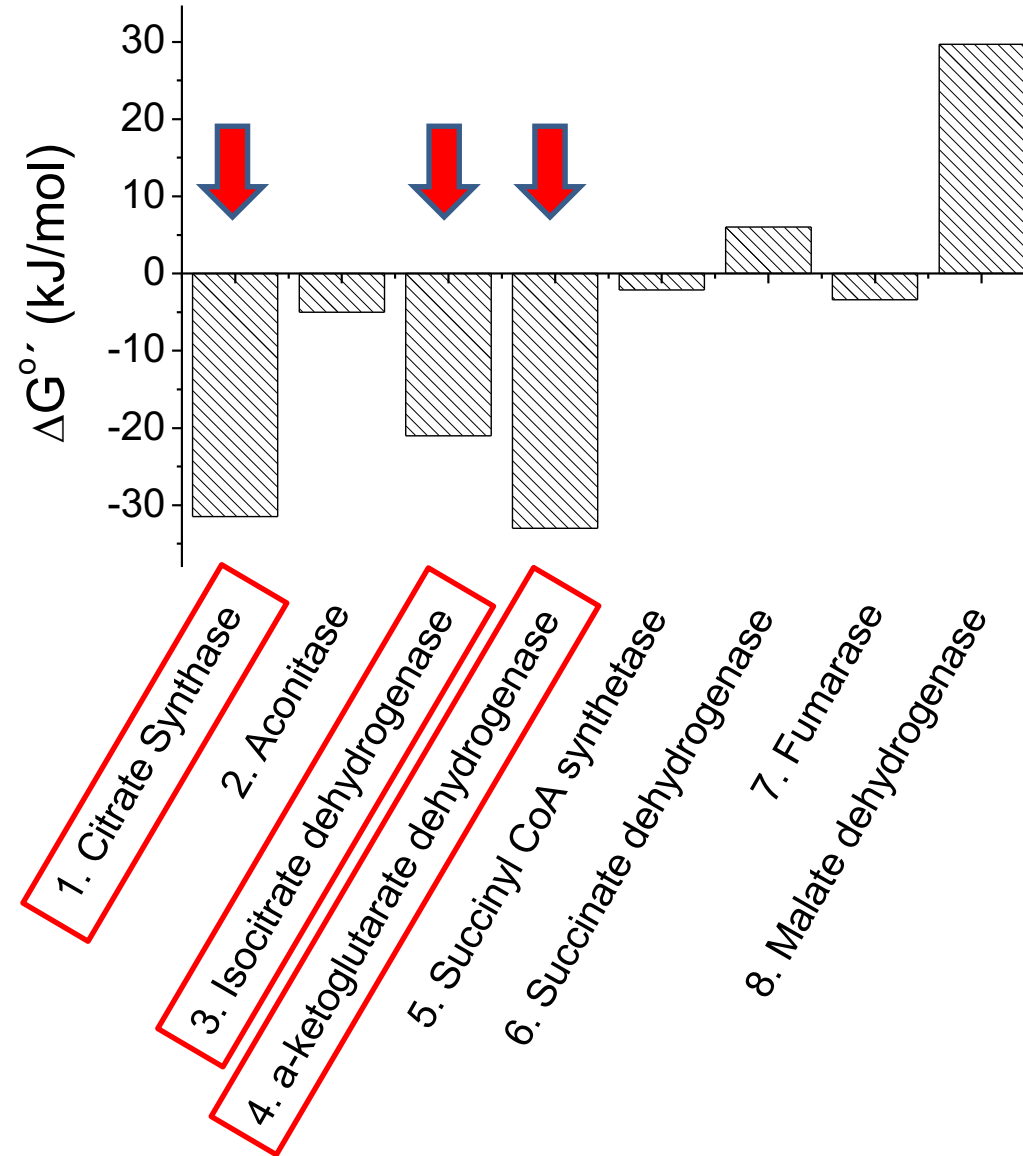 30
20
10
0
-10
-20
-30
ΔGo´ (kJ/mol)
1. Citrate Synthase
2. Aconitase
3. Isocitrate dehydrogenase
4. a-ketoglutarate dehydrogenase
5. Succinyl CoA synthetase
6. Succinate dehydrogenase
7. Fumarase
8. Malate dehydrogenase